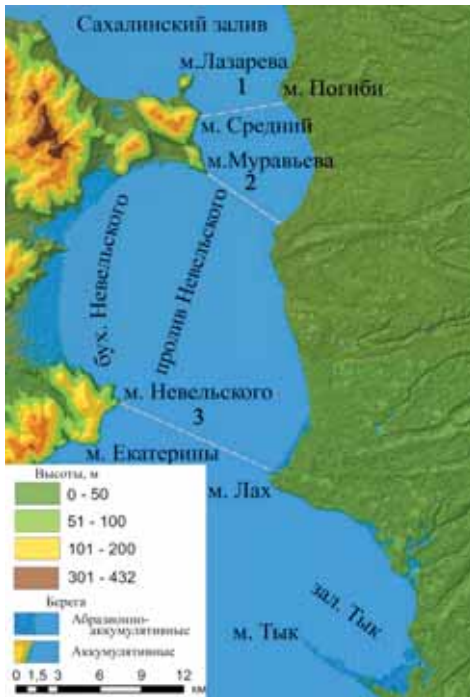 Сахалинский залив
м.Лазарева
1
м. Погиби
м. Средний
м.Муравьева
2
бух. Невельского
пролив Невельского
м. Невельского
3
м. Екатерины
м. Лах
зал. Тык
м. Тык
Высоты, м
0 - 50
51 - 100
101 - 200
301 - 432
Берега
Абразионно-
аккумулятивные
Аккумулятивные
0 1,5 3 6 9 12
км